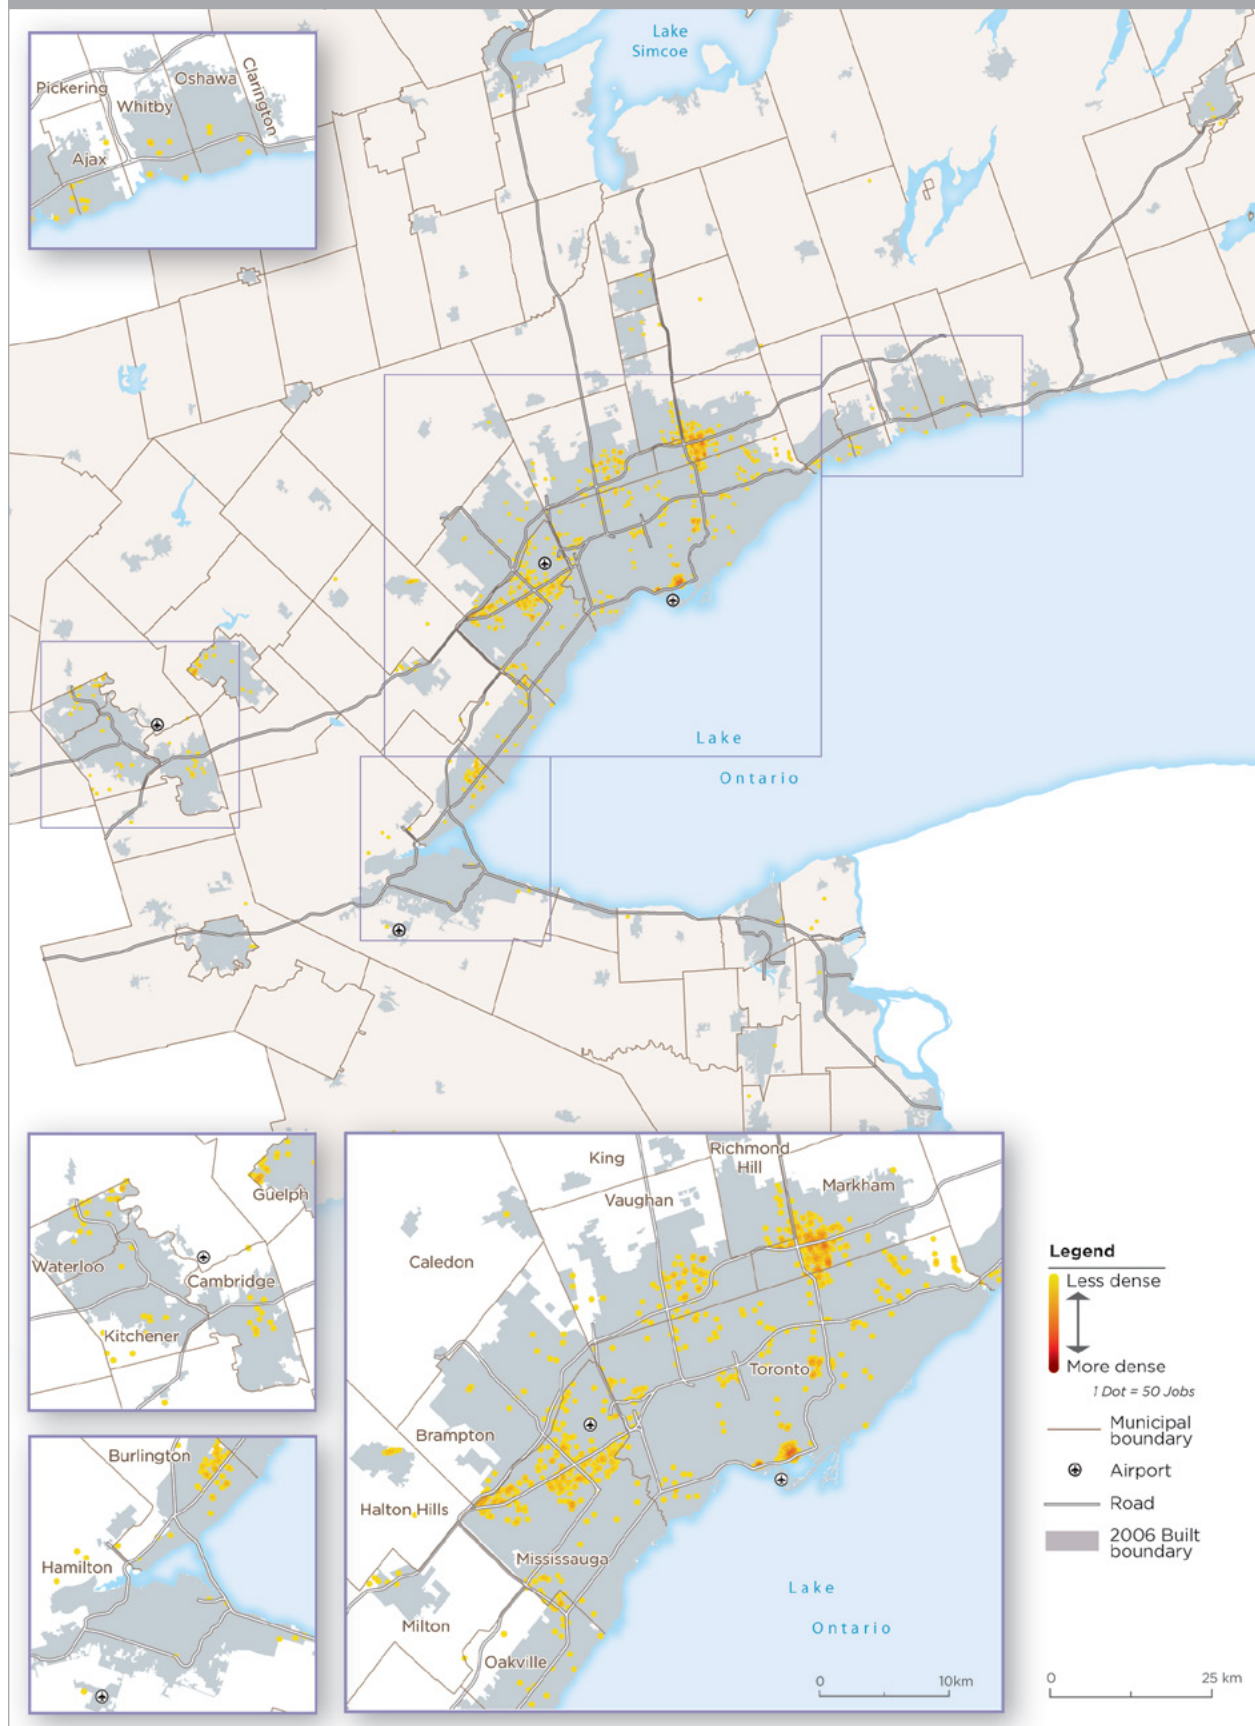 Lake
Simcoe
Pickering
Oshawa
Clarington
Whitby
Ajax
Lake
Ontario
Guelph
Waterloo
Cambridge
Kitchener
Burlington
Hamilton
King
Richmond
Hill
Vaughan
Markham
Caledon
Toronto
Brampton
Halton Hills
Mississauga
Milton
Oakville
Lake
Ontario
0 10km
Legend
Less dense
More dense
1 Dot = 50 Jobs
Municipal
boundary
Airport
Road
2006 Built
boundary
0 25 km